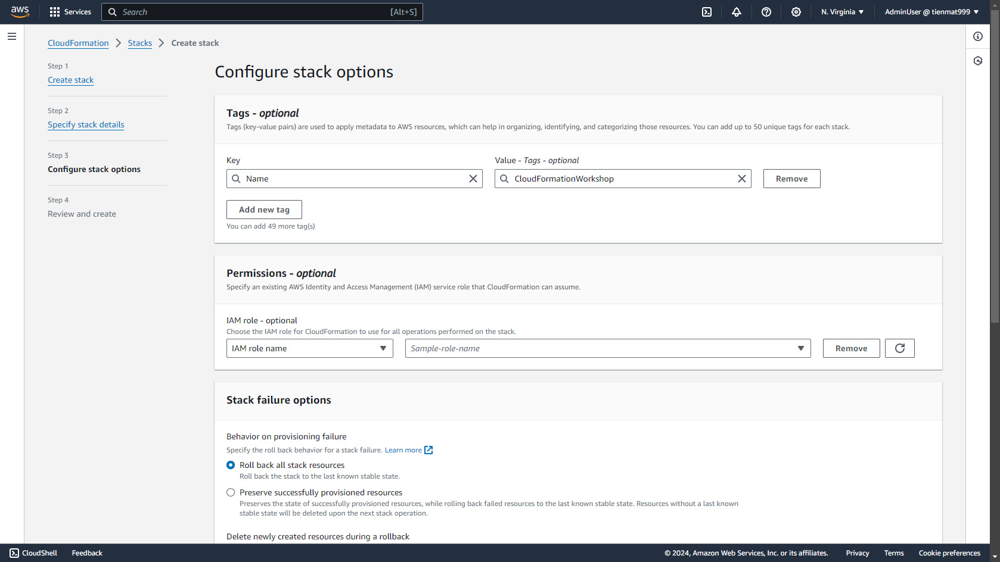 aws
Services
Search
[Alt+S]
N. Virginia
AdminUser @ tienmat999
CloudFormation
Stacks
Create stack
Step 1
Create stack
Step 2
Specify stack details
Step 3
Configure stack options
Step 4
Review and create
Configure stack options
Tags - optional
Tags (key-value pairs) are used to apply metadata to AWS resources, which can help in organizing, identifying, and categorizing those resources. You can add up to 50 unique tags for each stack.
Key
Value - Tags - optional
Name
CloudFormationWorkshop
Remove
Add new tag
You can add 49 more tag(s)
Permissions - optional
Specify an existing AWS Identity and Access Management (IAM) service role that CloudFormation can assume.
IAM role - optional
Choose the IAM role for CloudFormation to use for all operations performed on the stack.
IAM role name
Sample-role-name
Remove
Stack failure options
Behavior on provisioning failure
Specify the roll back behavior for a stack failure. Learn more
Roll back all stack resources
Roll back the stack to the last known stable state.
Preserve successfully provisioned resources
Preserves the state of successfully provisioned resources, while rolling back failed resources to the last known stable state. Resources without a last known
stable state will be deleted upon the next stack operation.
Delete newly created resources during a rollback
CloudShell
Feedback
© 2024, Amazon Web Services, Inc. or its affiliates.
Privacy
Terms
Cookie preferences